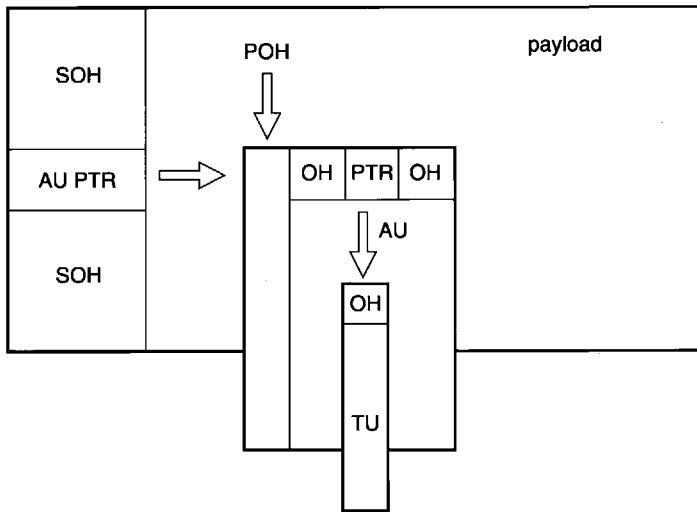 payload
POH
SOH
AU PTR
OH PTR OH
AU
SOH
OH
TU